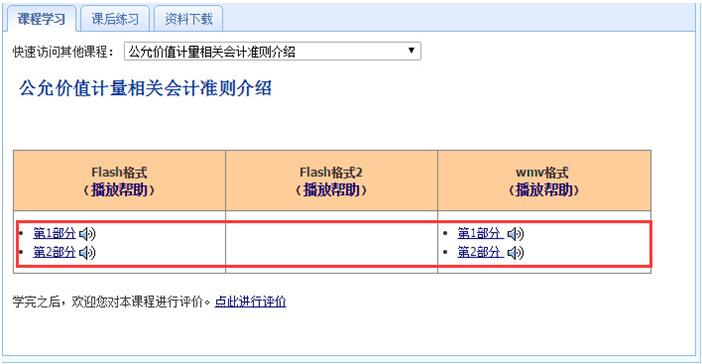 课程学习 课后练习 资料下载
快速访问其他课程： 公允价值计量相关会计准则介绍
公允价值计量相关会计准则介绍
Flash格式 Flash格式2 wmv格式
（播放帮助） （播放帮助） （播放帮助）
第1部分 第1部分
第2部分 第2部分
学完之后，欢迎您对本课程进行评价。点此进行评价